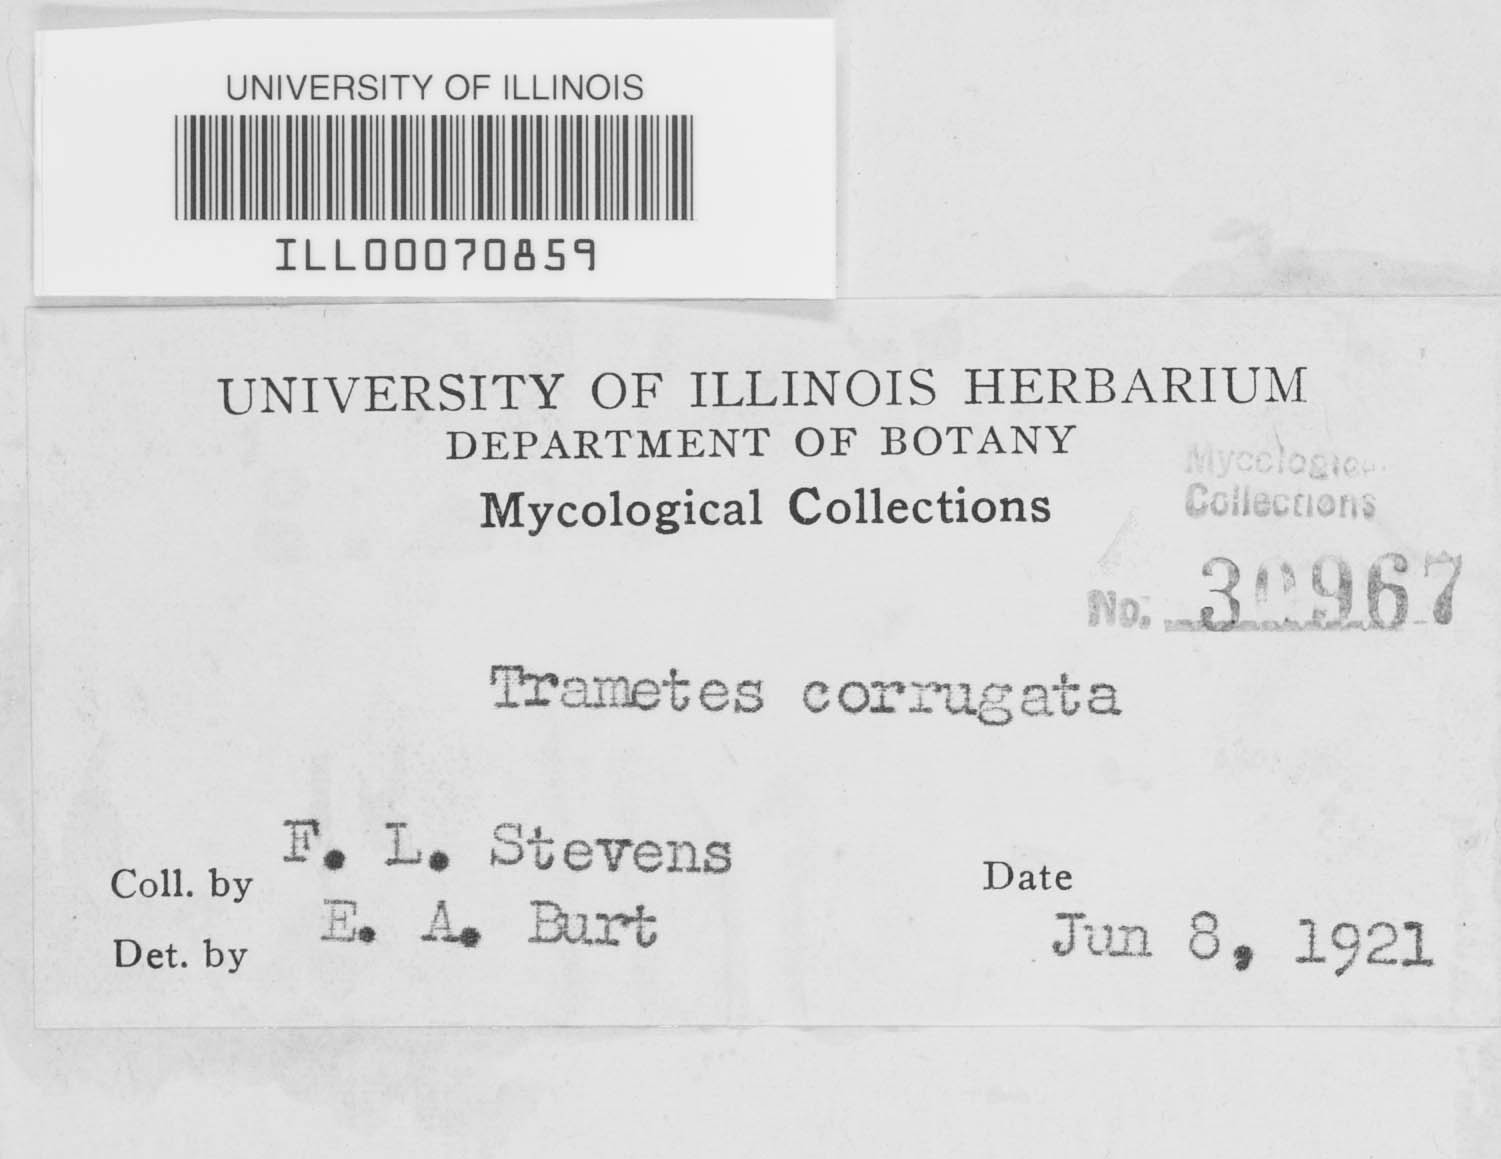 UNIVERSITY OF ILLINOIS
ILL00070859
UNIVERSITY OF ILLINOIS HERBARIUM
DEPARTMENT OF BOTANY
Mycological Collections
Mycological
Collections
No. 30967
Trametes corrugata
Coll. by F. L. Stevens
Det. by E. A. Burt
Date Jun 8, 1921